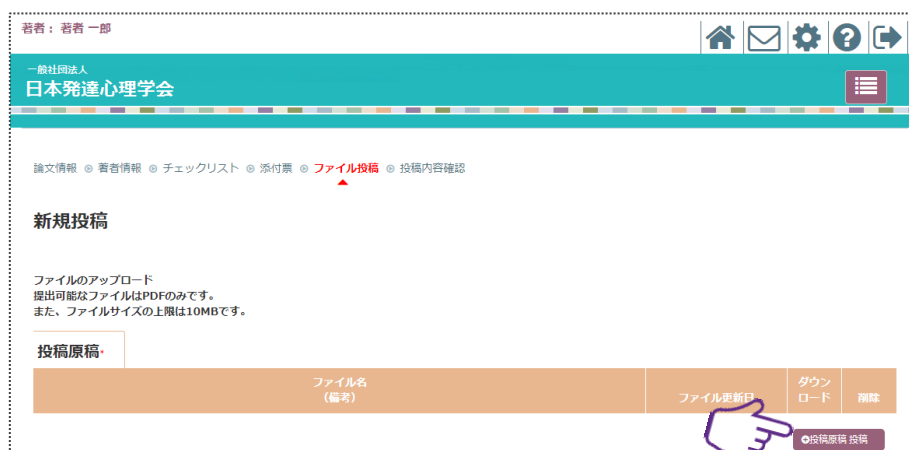 著者： 著者 一郎
一般社団法人
日本発達心理学会
論文情報 ⊙ 著者情報 ⊙ チェックリスト ⊙ 添付票 ⊙ ファイル投稿 ⊙ 投稿内容確認
新規投稿
ファイルのアップロード
提出可能なファイルはPDFのみです。
また、ファイルサイズの上限は10MBです。
投稿原稿*
ファイル名
（備考）
ファイル更新日
ダウン
ロード
削除
投稿原稿 投稿